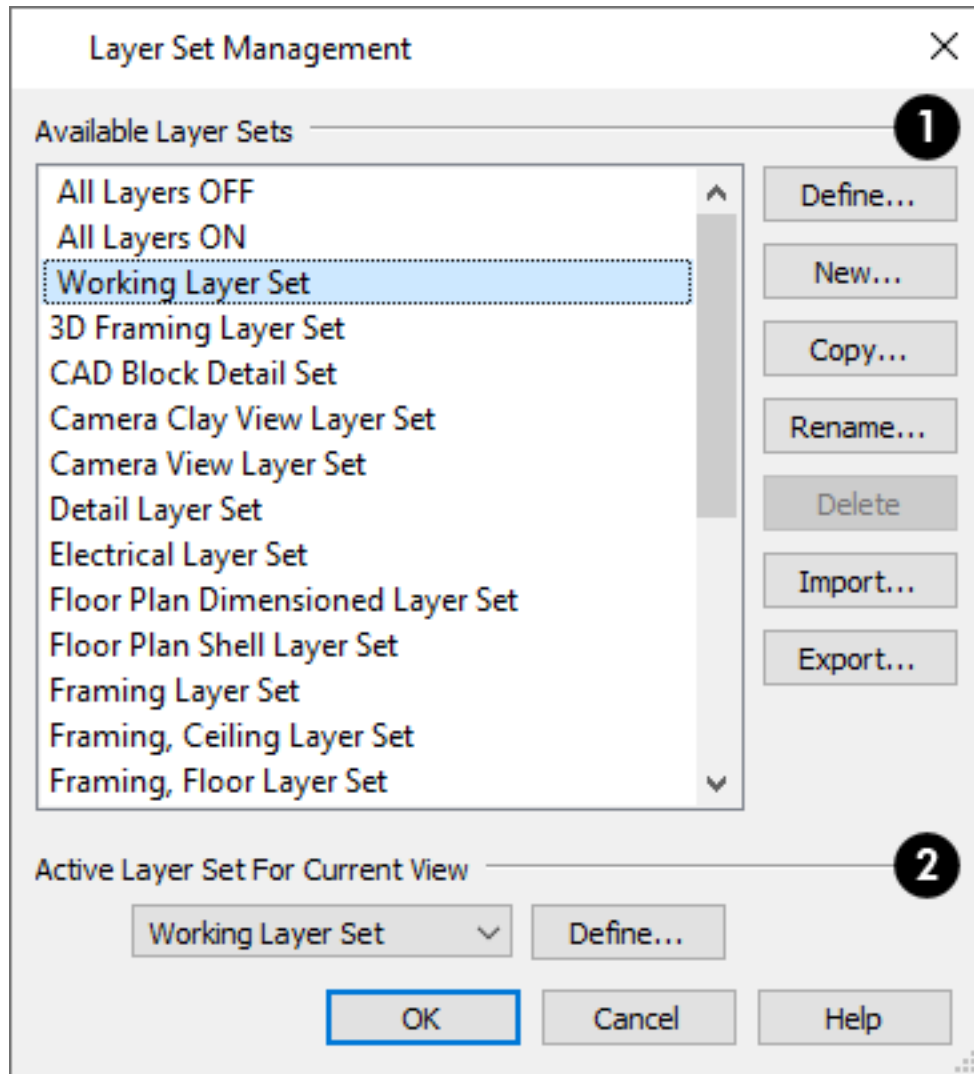 Layer Set Management
Available Layer Sets
1
All Layers OFF
All Layers ON
Working Layer Set
3D Framing Layer Set
CAD Block Detail Set
Camera Clay View Layer Set
Camera View Layer Set
Detail Layer Set
Electrical Layer Set
Floor Plan Dimensioned Layer Set
Floor Plan Shell Layer Set
Framing Layer Set
Framing, Ceiling Layer Set
Framing, Floor Layer Set
Define...
New...
Copy...
Rename...
Delete
Import...
Export...
Active Layer Set For Current View
2
Working Layer Set
Define...
OK
Cancel
Help